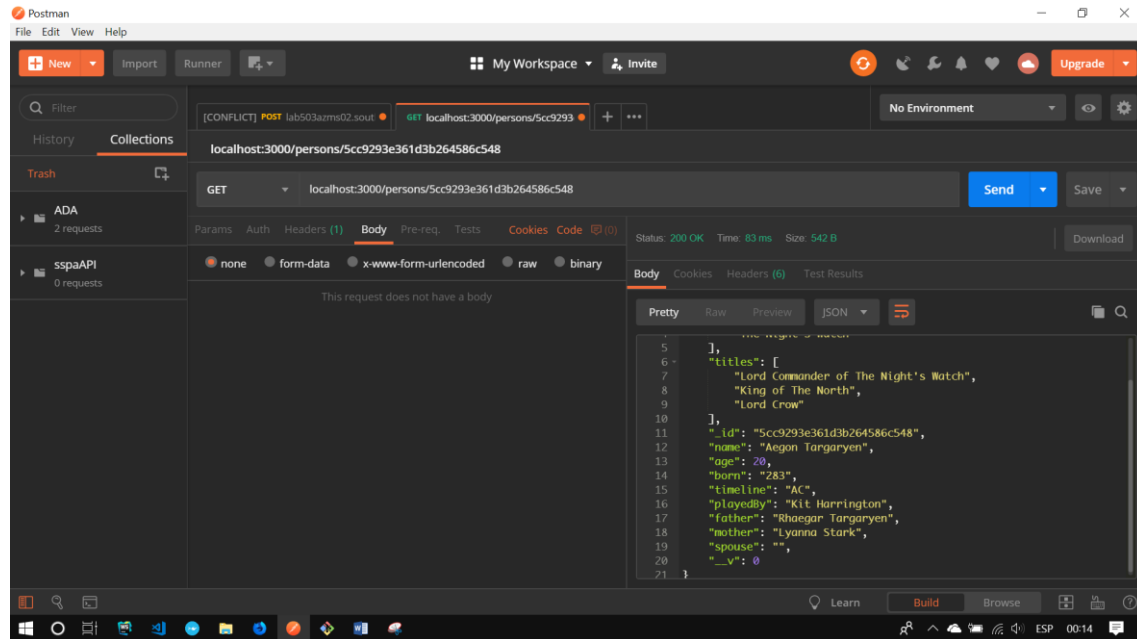 Postman
File Edit View Help
New Import Runner My Workspace Invite Upgrade
Filter
History Collections
Trash
ADA
2 requests
sspaAPI
0 requests
[CONFLICT] POST lab503azms02.sout GET localhost:3000/persons/5cc9293 No Environment
localhost:3000/persons/5cc9293e361d3b264586c548
GET localhost:3000/persons/5cc9293e361d3b264586c548 Send Save
Params Auth Headers (1) Body Pre-req. Tests Cookies Code (0)
none form-data x-www-form-urlencoded raw binary
This request does not have a body
Status: 200 OK Time: 83 ms Size: 542 B Download
Body Cookies Headers (6) Test Results
Pretty Raw Preview JSON
5 ],
6 "titles": [
7 "Lord Commander of The Night's Watch",
8 "King of The North",
9 "Lord Crow"
10 ],
11 "_id": "5cc9293e361d3b264586c548",
12 "name": "Aegon Targaryen",
13 "age": 20,
14 "born": "283",
15 "timeline": "AC",
16 "playedBy": "Kit Harrington",
17 "father": "Rhaegar Targaryen",
18 "mother": "Lyanna Stark",
19 "spouse": "",
20 "__v": 0
21 }
Learn Build Browse
ESP 00:14